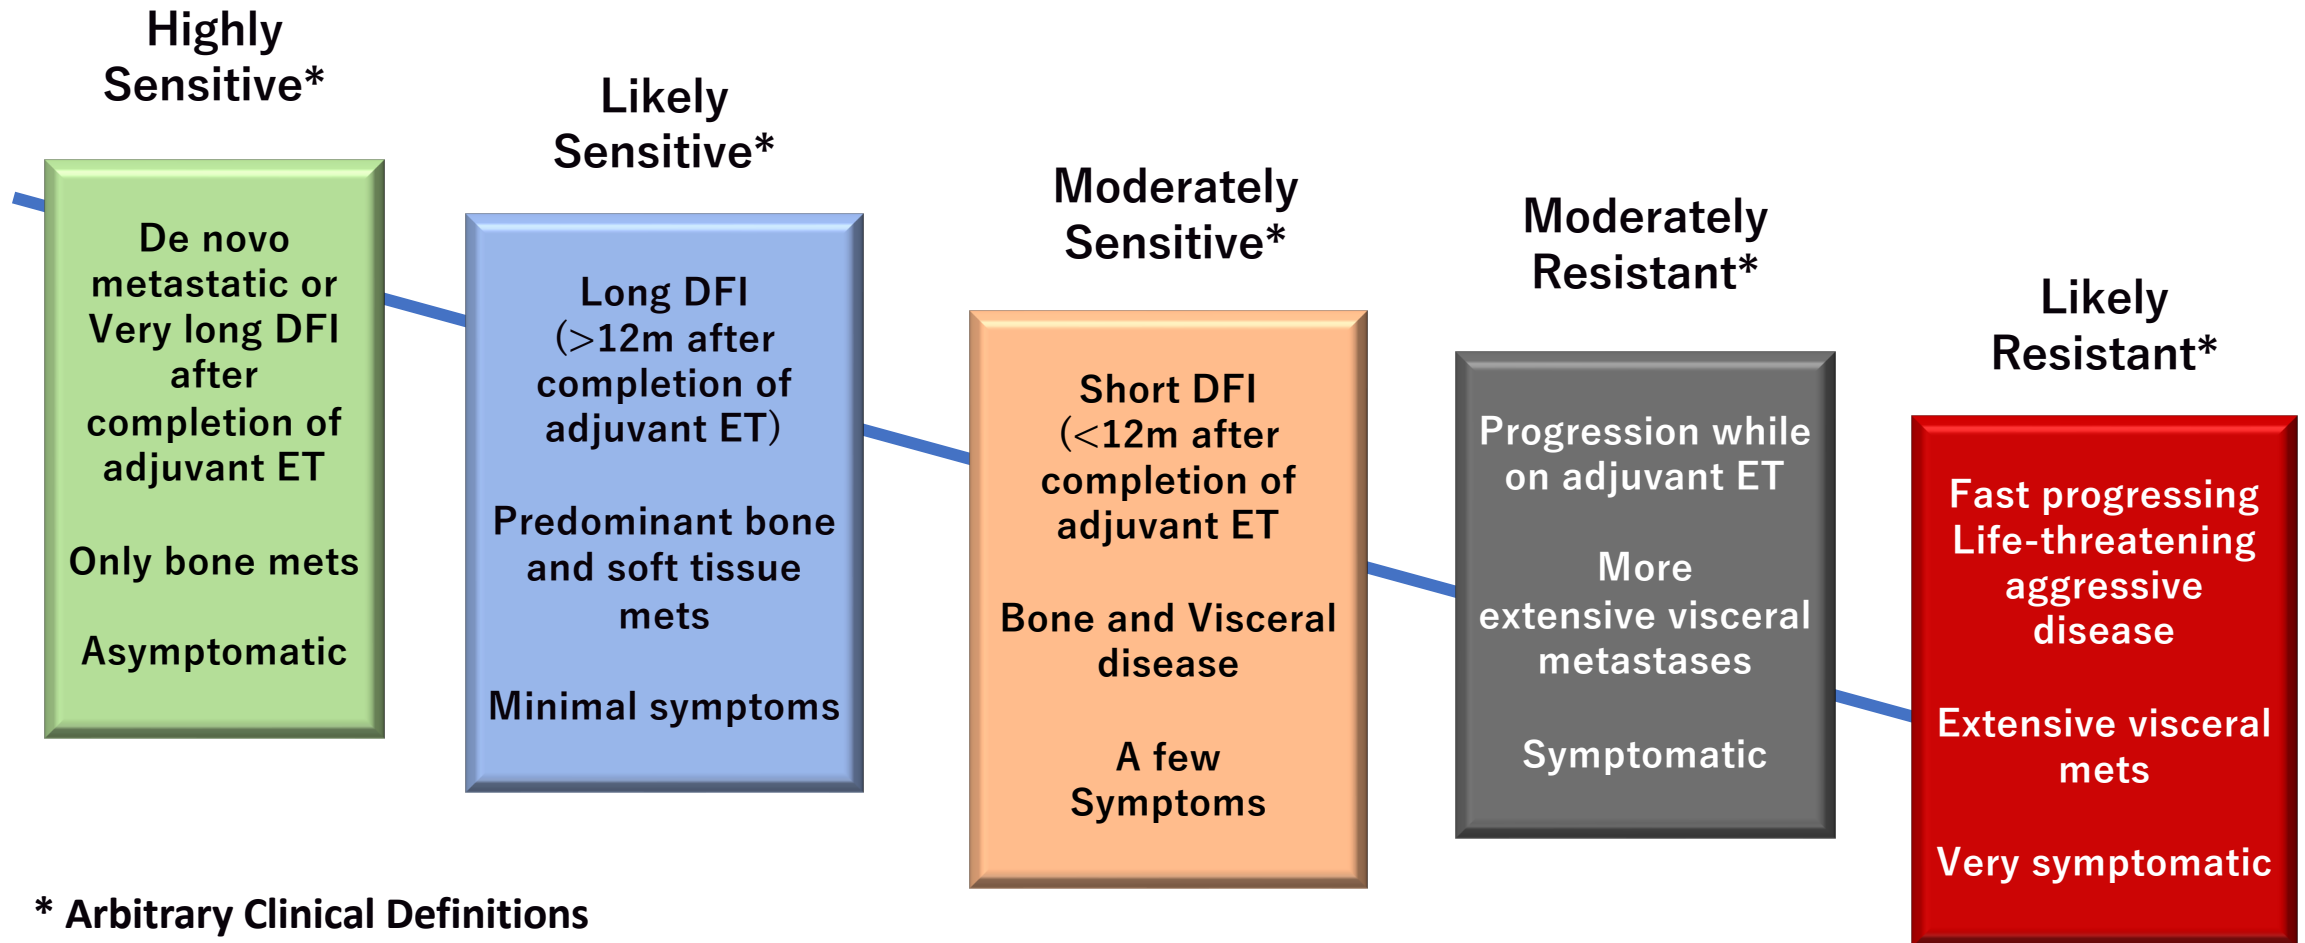 Highly
Sensitive*
De novo
metastatic or
Very long DFI
after
completion of
adjuvant ET
Only bone mets
Asymptomatic
Likely
Sensitive*
Long DFI
(>12m after
completion of
adjuvant ET)
Predominant bone
and soft tissue
mets
Minimal symptoms
Moderately
Sensitive*
Short DFI
(<12m after
completion of
adjuvant ET
Bone and Visceral
disease
A few
Symptoms
Moderately
Resistant*
Progression while
on adjuvant ET
More
extensive visceral
metastases
Symptomatic
Likely
Resistant*
Fast progressing
Life-threatening
aggressive
disease
Extensive visceral
mets
Very symptomatic
* Arbitrary Clinical Definitions